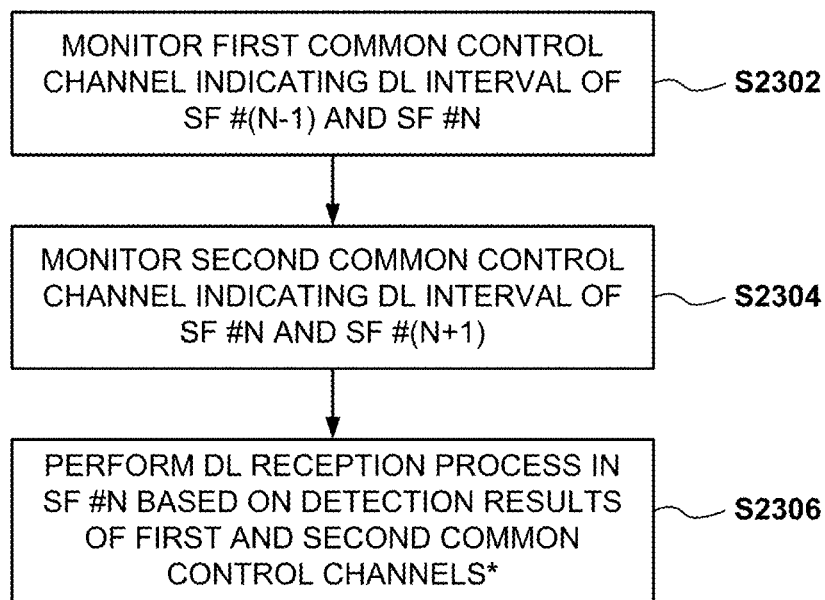 MONITOR FIRST COMMON CONTROL
CHANNEL INDICATING DL INTERVAL OF
SF #(N-1) AND SF #N
S2302
MONITOR SECOND COMMON CONTROL
CHANNEL INDICATING DL INTERVAL OF
SF #N AND SF #(N+1)
S2304
PERFORM DL RECEPTION PROCESS IN
SF #N BASED ON DETECTION RESULTS
OF FIRST AND SECOND COMMON
CONTROL CHANNELS*
S2306